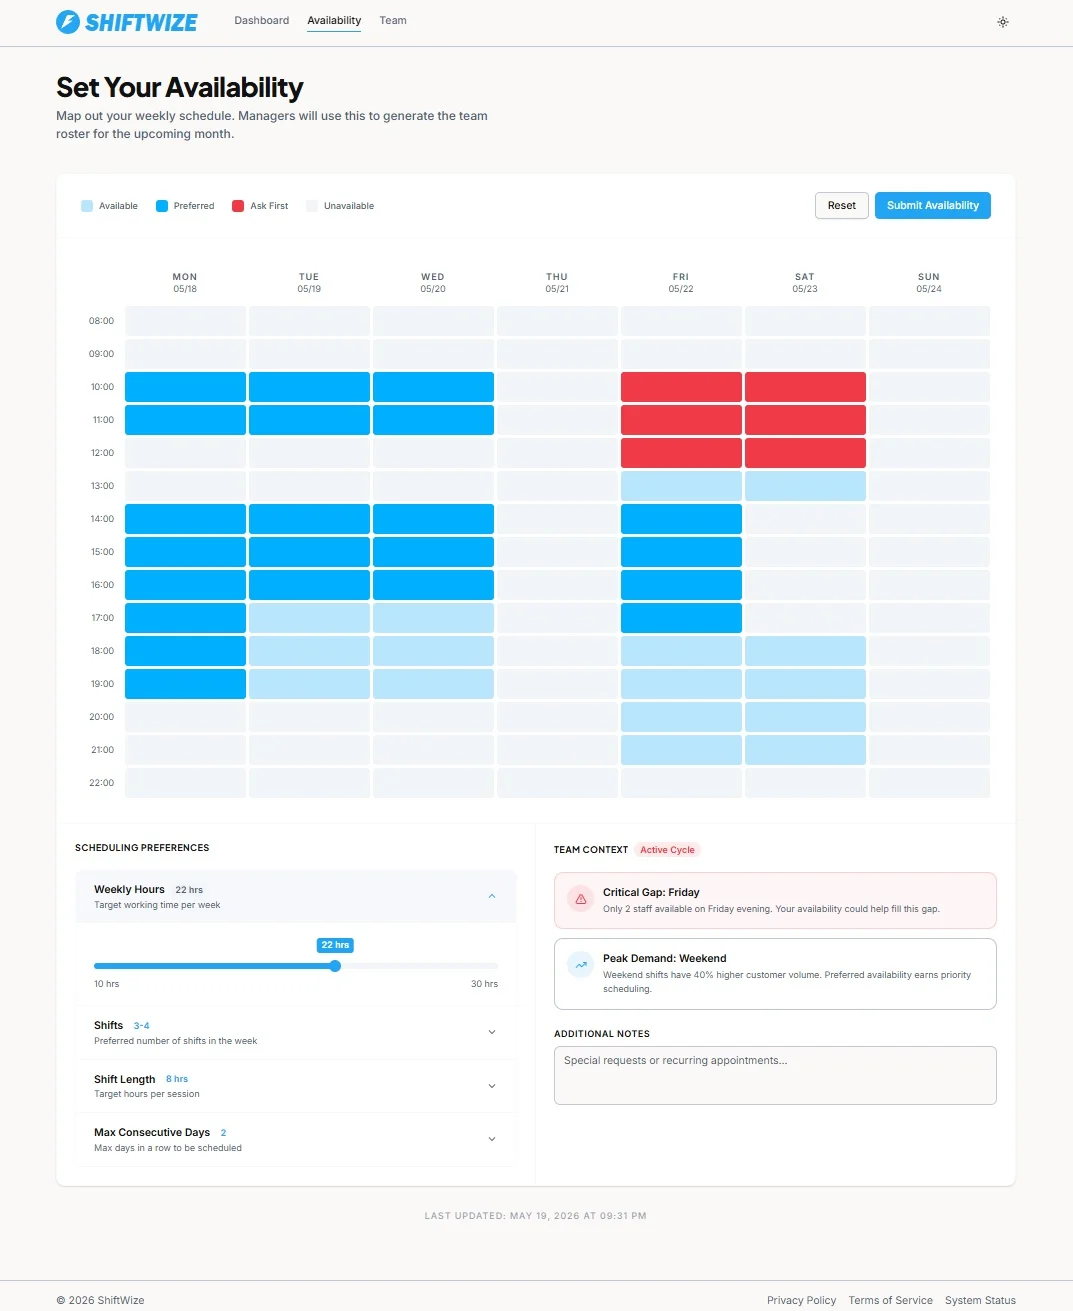 SHIFTWIZE
Dashboard Availability Team
Set Your Availability
Map out your weekly schedule. Managers will use this to generate the team
roster for the upcoming month.
Available Preferred Ask First Unavailable
Reset Submit Availability
MON TUE WED THU FRI SAT SUN
05/18 05/19 05/20 05/21 05/22 05/23 05/24
08:00
09:00
10:00
11:00
12:00
13:00
14:00
15:00
16:00
17:00
18:00
19:00
20:00
21:00
22:00
SCHEDULING PREFERENCES
Weekly Hours 22 hrs
Target working time per week
22 hrs
10 hrs 30 hrs
Shifts 3-4
Preferred number of shifts in the week
Shift Length 8 hrs
Target hours per session
Max Consecutive Days 2
Max days in a row to be scheduled
TEAM CONTEXT Active Cycle
Critical Gap: Friday
Only 2 staff available on Friday evening. Your availability could help fill this gap.
Peak Demand: Weekend
Weekend shifts have 40% higher customer volume. Preferred availability earns priority
scheduling.
ADDITIONAL NOTES
Special requests or recurring appointments...
LAST UPDATED: MAY 19, 2026 AT 09:31 PM
© 2026 ShiftWize
Privacy Policy Terms of Service System Status